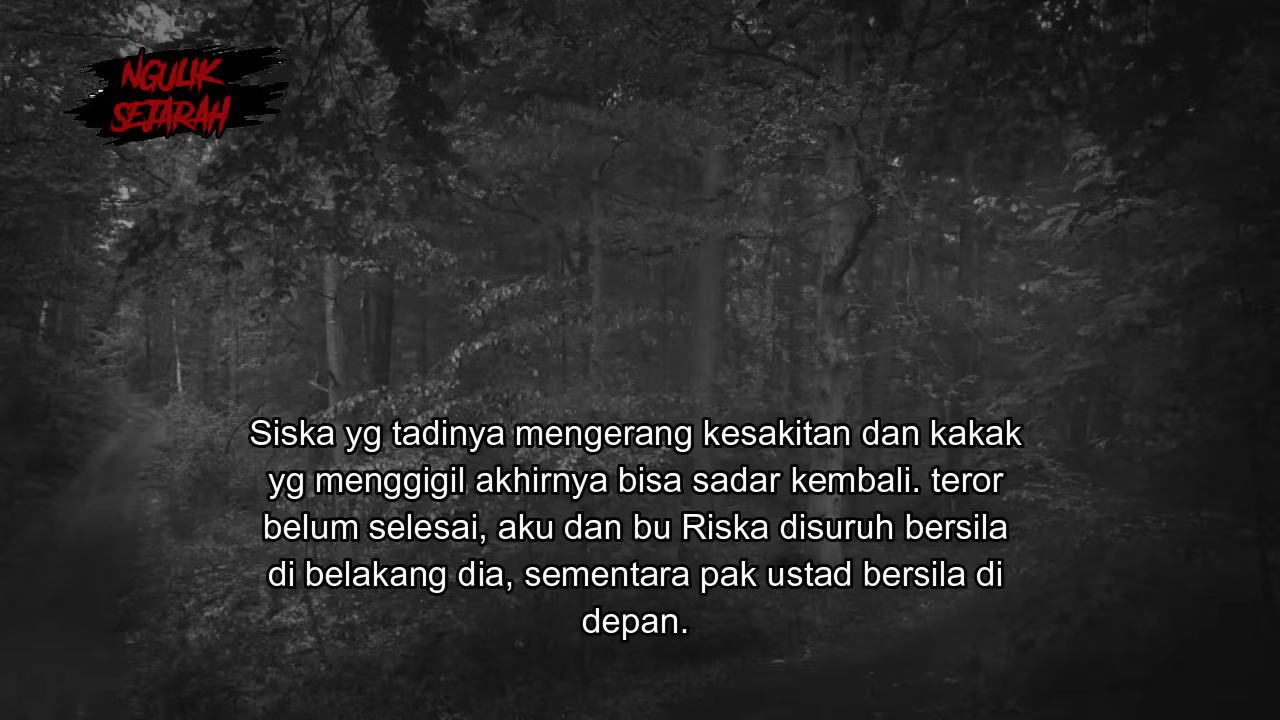 NGULIK
SEJARAH
Siska yg tadinya mengerang kesakitan dan kakak
yg menggigil akhirnya bisa sadar kembali. teror
belum selesai, aku dan bu Riska disuruh bersila
di belakang dia, sementara pak ustad bersila di
depan.